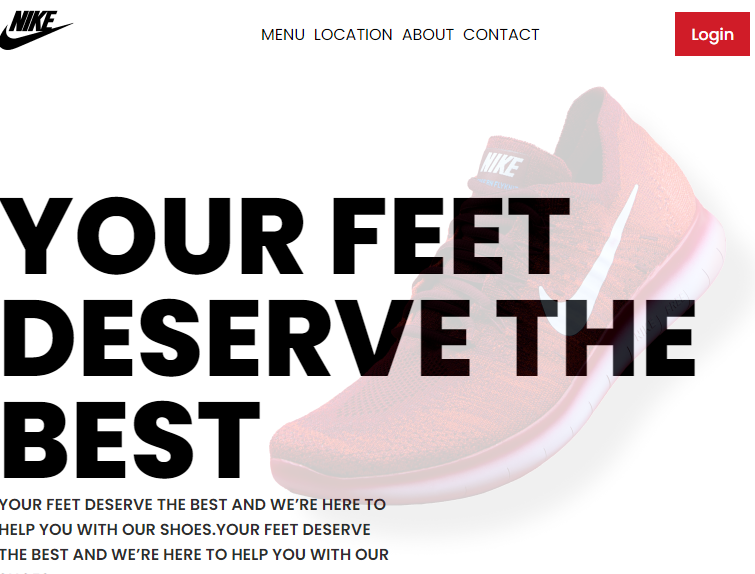 NIKE
MENU LOCATION ABOUT CONTACT
Login
NIKE
YOUR FEET
DESERVE THE
BEST
YOUR FEET DESERVE THE BEST AND WE’RE HERE TO
HELP YOU WITH OUR SHOES.YOUR FEET DESERVE
THE BEST AND WE’RE HERE TO HELP YOU WITH OUR